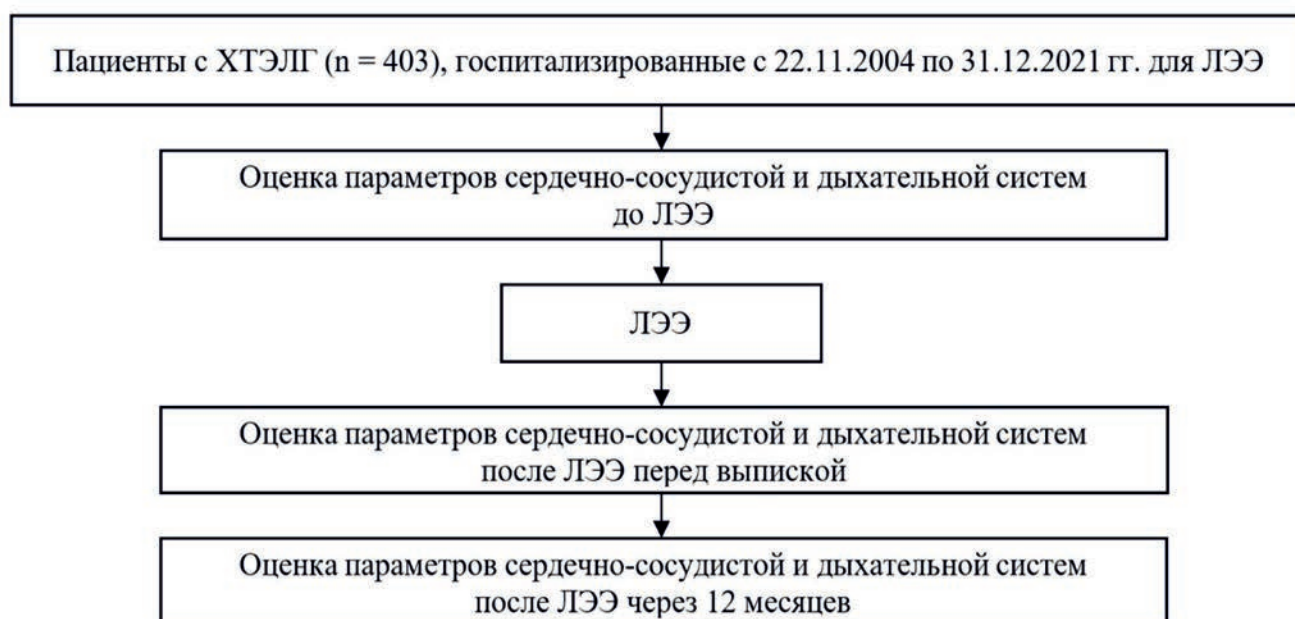 Пациенты с ХТЭЛГ (n = 403), госпитализированные с 22.11.2004 по 31.12.2021 гг. для ЛЭЭ
Оценка параметров сердечно-сосудистой и дыхательной систем
до ЛЭЭ
ЛЭЭ
Оценка параметров сердечно-сосудистой и дыхательной систем
после ЛЭЭ перед выпиской
Оценка параметров сердечно-сосудистой и дыхательной систем
после ЛЭЭ через 12 месяцев